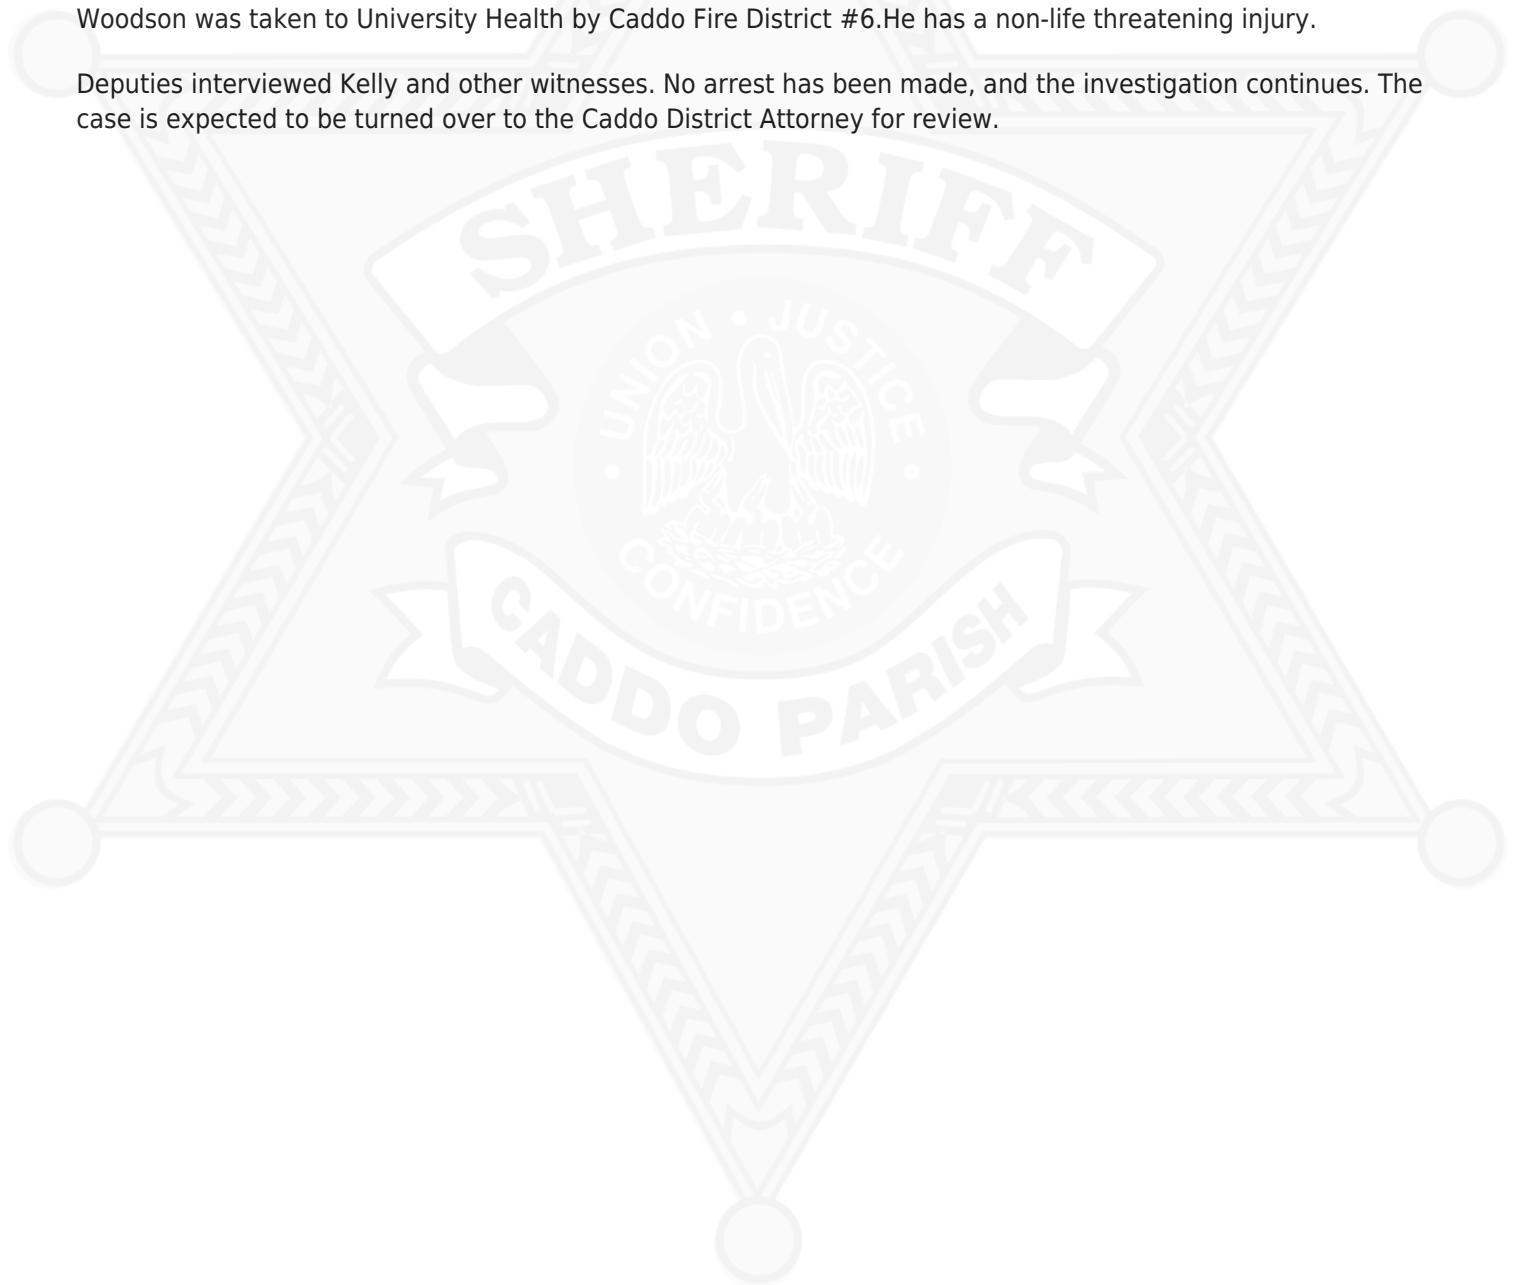 Woodson was taken to University Health by Caddo Fire District #6.He has a non-life threatening injury.
Deputies interviewed Kelly and other witnesses. No arrest has been made, and the investigation continues. The
case is expected to be turned over to the Caddo District Attorney for review.
SHERIFF
UNION • JUSTICE
• CONFIDENCE •
CADDO PARISH